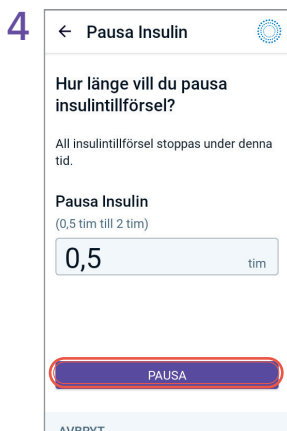 4
Pausa Insulin
Hur länge vill du pausa
insulintillförsel?
All insulintillförsel stoppas under denna
tid.
Pausa Insulin
(0,5 tim till 2 tim)
0,5 tim
PAUSA
AVBRYT